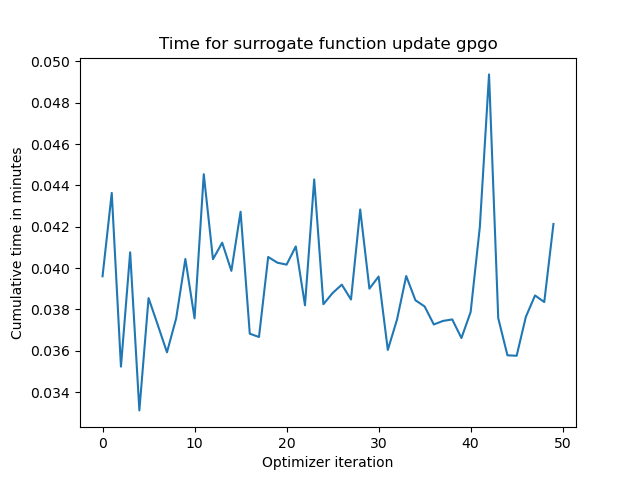 Time for surrogate function update gpgo
0.050
0.048
0.046
0.044
0.042
0.040
0.038
0.036
0.034
Cumulative time in minutes
0 10 20 30 40 50
Optimizer iteration